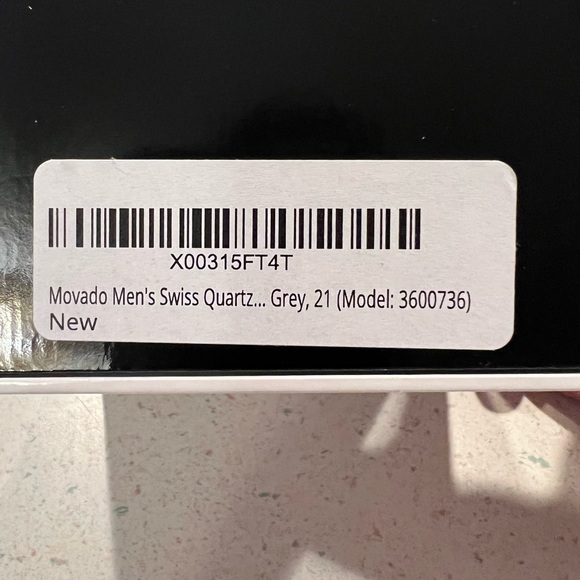 X00315FT4T
Movado Men's Swiss Quartz... Grey, 21 (Model: 3600736)
New